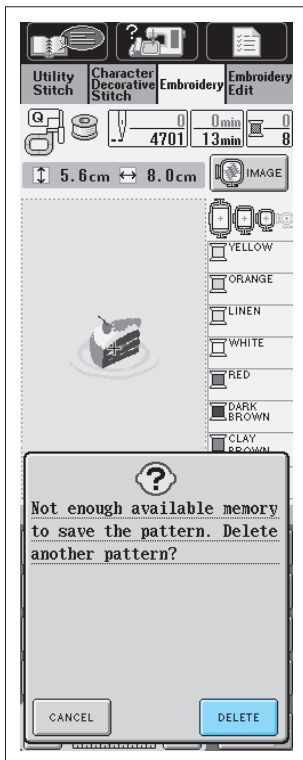 Utility Stitch
Character Decorative Stitch
Embroidery
Embroidery Edit
Q
0
4701
0min
13min
0
8
5.6cm
8.0cm
IMAGE
YELLOW
ORANGE
LINEN
WHITE
RED
DARK BROWN
CLAY
?
Not enough available memory
to save the pattern. Delete
another pattern?
CANCEL
DELETE